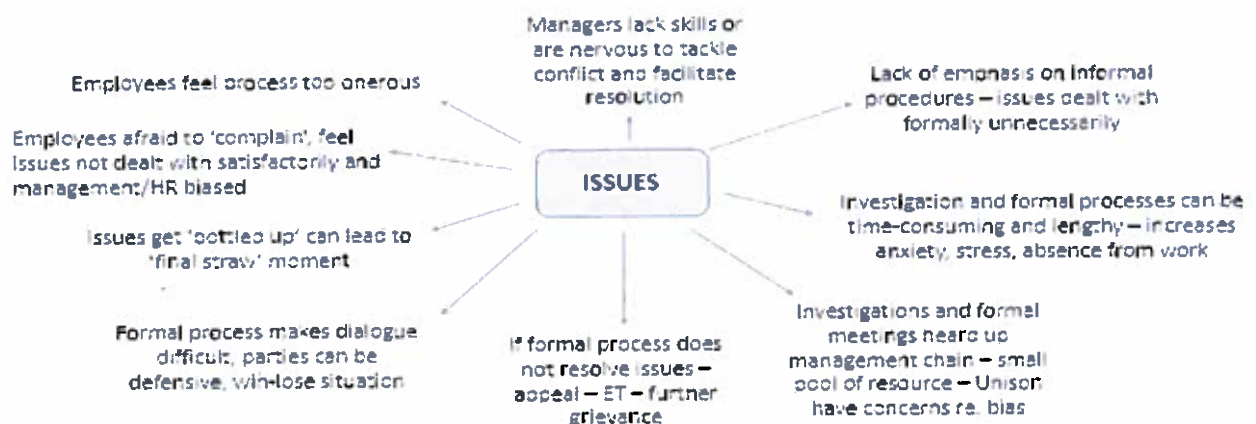 Managers lack skills or
are nervous to tackle
conflict and facilitate
resolution
Employees feel process too onerous
Lack of emphasis on informal
procedures – issues dealt with
formally unnecessarily
Employees afraid to 'complain', feel
issues not dealt with satisfactorily and
management/HR biased
ISSUES
Investigation and formal processes can be
time-consuming and lengthy – increases
anxiety, stress, absence from work
Issues get 'bottled up' can lead to
'final straw' moment
Formal process makes dialogue
difficult, parties can be
defensive, win-lose situation
If formal process does
not resolve issues –
appeal – ET – further
grievance
Investigations and formal
meetings heard up
management chain – small
pool of resource – Unison
have concerns re. bias